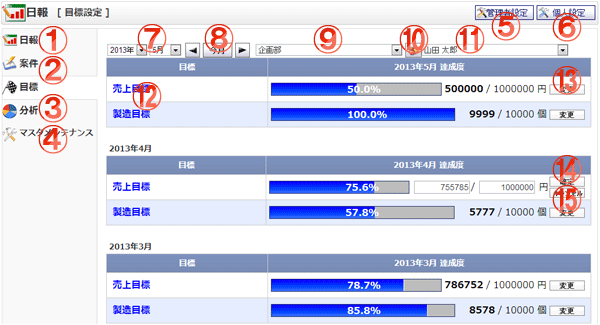 日報 [ 目標設定 ]
⑤ 管理者設定 ⑥ 個人設定
日報 ①
案件 ②
目標
分析 ③
マスタメンテナンス ④
⑦ ⑧ ⑨ ⑩ ⑪
2013年 5月 今月 企画部 山田 太郎
目標 2013年5月 達成度
売上目標 ⑫ 50.0% 500000 / 1000000 円 ⑬
製造目標 100.0% 9999 / 10000 個 変更
2013年4月
目標 2013年4月 達成度 ⑭
売上目標 75.6% 755785 / 1000000 円
製造目標 57.8% 5777 / 10000 個 変更 ⑮
2013年3月
目標 2013年3月 達成度
売上目標 78.7% 786752 / 1000000 円 変更
製造目標 85.8% 8578 / 10000 個 変更